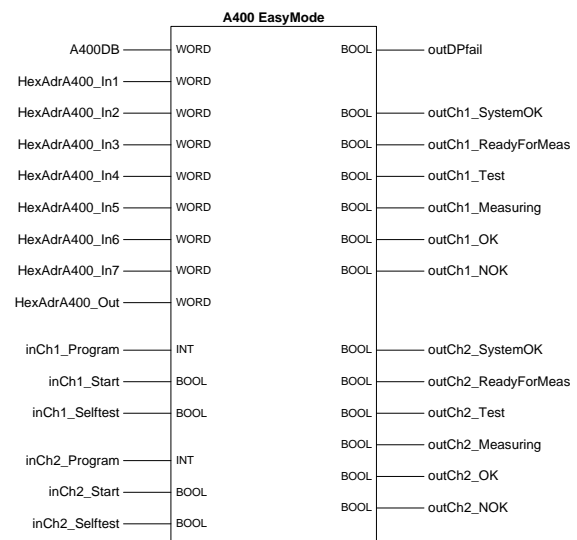 A400 EasyMode
A400DB WORD BOOL outDPfail
HexAdrA400_In1 WORD
HexAdrA400_In2 WORD BOOL outCh1_SystemOK
HexAdrA400_In3 WORD BOOL outCh1_ReadyForMeas
HexAdrA400_In4 WORD BOOL outCh1_Test
HexAdrA400_In5 WORD BOOL outCh1_Measuring
HexAdrA400_In6 WORD BOOL outCh1_OK
HexAdrA400_In7 WORD BOOL outCh1_NOK
HexAdrA400_Out WORD
inCh1_Program INT BOOL outCh2_SystemOK
inCh1_Start BOOL BOOL outCh2_ReadyForMeas
inCh1_Selftest BOOL BOOL outCh2_Test
BOOL outCh2_Measuring
inCh2_Program INT
BOOL outCh2_OK
inCh2_Start BOOL
BOOL outCh2_NOK
inCh2_Selftest BOOL